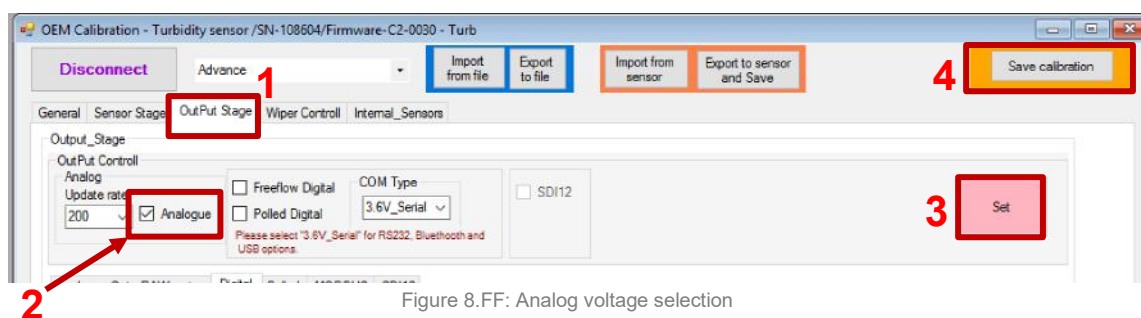 OEM Calibration - Turbidity sensor /SN-108604/Firmware-C2-0030 - Turb
Disconnect
Advance
1
Import from file
Export to file
Import from sensor
Export to sensor and Save
4
Save calibration
General Sensor Stage OutPut Stage Wiper Controll Internal_Sensors
Output_Stage
OutPut Controll
Analog
Update rate
200
Analogue
Freeflow Digital
Polled Digital
COM Type
3.6V_Serial
Please select "3.6V_Serial" for RS232, Bluethooth and
USB options.
SDI12
3
Set
Digital
2
Figure 8.FF: Analog voltage selection